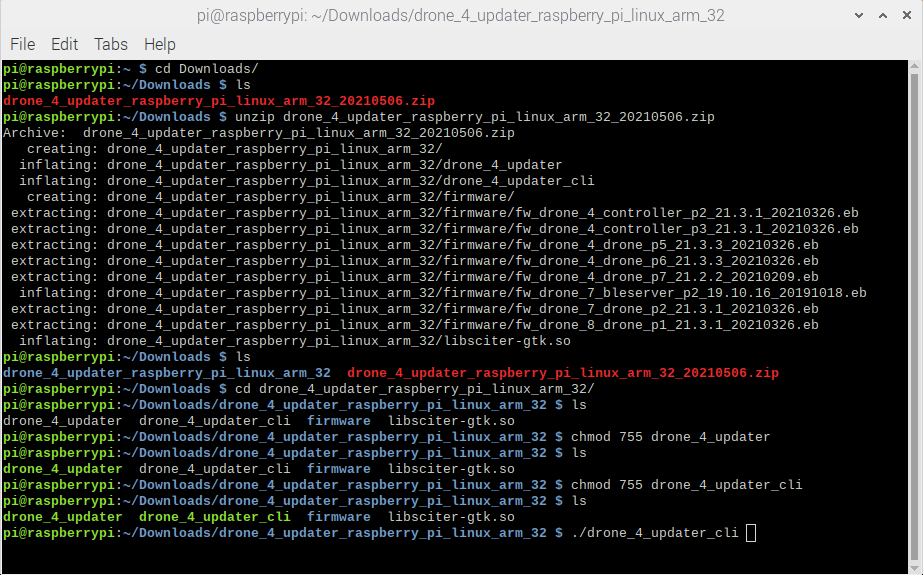 pi@raspberrypi: ~/Downloads/drone_4_updater_raspberry_pi_linux_arm_32
File Edit Tabs Help
pi@raspberrypi:~ $ cd Downloads/
pi@raspberrypi:~/Downloads $ ls
drone_4_updater_raspberry_pi_linux_arm_32_20210506.zip
pi@raspberrypi:~/Downloads $ unzip drone_4_updater_raspberry_pi_linux_arm_32_20210506.zip
Archive:  drone_4_updater_raspberry_pi_linux_arm_32_20210506.zip
   creating: drone_4_updater_raspberry_pi_linux_arm_32/
  inflating: drone_4_updater_raspberry_pi_linux_arm_32/drone_4_updater
  inflating: drone_4_updater_raspberry_pi_linux_arm_32/drone_4_updater_cli
   creating: drone_4_updater_raspberry_pi_linux_arm_32/firmware/
 extracting: drone_4_updater_raspberry_pi_linux_arm_32/firmware/fw_drone_4_controller_p2_21.3.1_20210326.eb
 extracting: drone_4_updater_raspberry_pi_linux_arm_32/firmware/fw_drone_4_controller_p3_21.3.1_20210326.eb
 extracting: drone_4_updater_raspberry_pi_linux_arm_32/firmware/fw_drone_4_drone_p5_21.3.3_20210326.eb
 extracting: drone_4_updater_raspberry_pi_linux_arm_32/firmware/fw_drone_4_drone_p6_21.3.3_20210326.eb
 extracting: drone_4_updater_raspberry_pi_linux_arm_32/firmware/fw_drone_4_drone_p7_21.2.2_20210209.eb
  inflating: drone_4_updater_raspberry_pi_linux_arm_32/firmware/fw_drone_7_bleserver_p2_19.10.16_20191018.eb
 extracting: drone_4_updater_raspberry_pi_linux_arm_32/firmware/fw_drone_7_drone_p2_21.3.1_20210326.eb
 extracting: drone_4_updater_raspberry_pi_linux_arm_32/firmware/fw_drone_8_drone_p1_21.3.1_20210326.eb
  inflating: drone_4_updater_raspberry_pi_linux_arm_32/libsciter-gtk.so
pi@raspberrypi:~/Downloads $ ls
drone_4_updater_raspberry_pi_linux_arm_32  drone_4_updater_raspberry_pi_linux_arm_32_20210506.zip
pi@raspberrypi:~/Downloads $ cd drone_4_updater_raspberry_pi_linux_arm_32/
pi@raspberrypi:~/Downloads/drone_4_updater_raspberry_pi_linux_arm_32 $ ls
drone_4_updater  drone_4_updater_cli  firmware  libsciter-gtk.so
pi@raspberrypi:~/Downloads/drone_4_updater_raspberry_pi_linux_arm_32 $ chmod 755 drone_4_updater
pi@raspberrypi:~/Downloads/drone_4_updater_raspberry_pi_linux_arm_32 $ ls
drone_4_updater  drone_4_updater_cli  firmware  libsciter-gtk.so
pi@raspberrypi:~/Downloads/drone_4_updater_raspberry_pi_linux_arm_32 $ chmod 755 drone_4_updater_cli
pi@raspberrypi:~/Downloads/drone_4_updater_raspberry_pi_linux_arm_32 $ ls
drone_4_updater  drone_4_updater_cli  firmware  libsciter-gtk.so
pi@raspberrypi:~/Downloads/drone_4_updater_raspberry_pi_linux_arm_32 $ ./drone_4_updater_cli